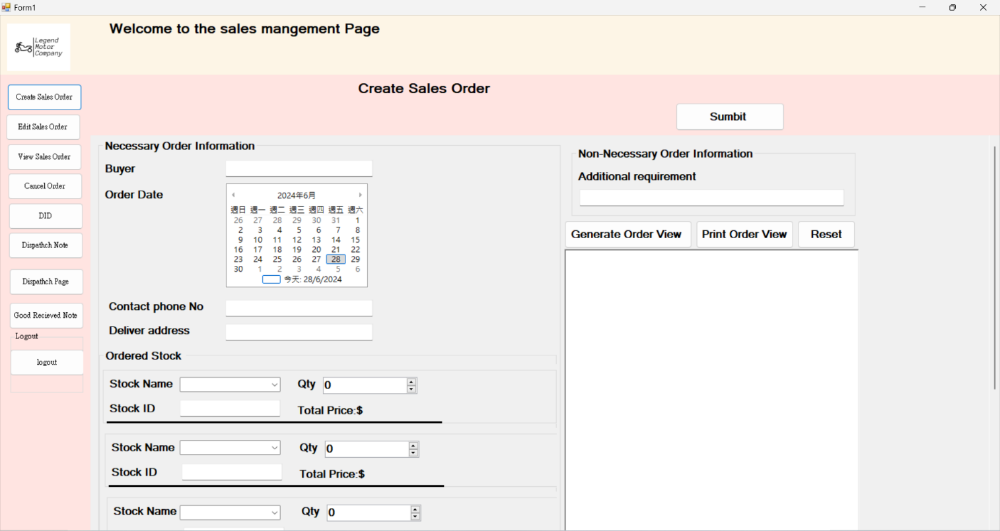 Form1
Welcome to the sales mangement Page
Legend
Motor
Company
Create Sales Order
Sumbit
Create Sales Order
Edit Sales Order
View Sales Order
Cancel Order
DID
Dispathch Note
Dispathch Page
Good Recieved Note
Logout
logout
Necessary Order Information
Buyer
Order Date
2024年6月
週日 週一 週二 週三 週四 週五 週六
26 27 28 29 30 31 1
2 3 4 5 6 7 8
9 10 11 12 13 14 15
16 17 18 19 20 21 22
23 24 25 26 27 28 29
30 1 2 3 4 5 6
今天: 28/6/2024
Contact phone No
Deliver address
Ordered Stock
Stock Name Qty 0
Stock ID Total Price:$
Stock Name Qty 0
Stock ID Total Price:$
Stock Name Qty 0
Non-Necessary Order Information
Additional requirement
Generate Order View Print Order View Reset